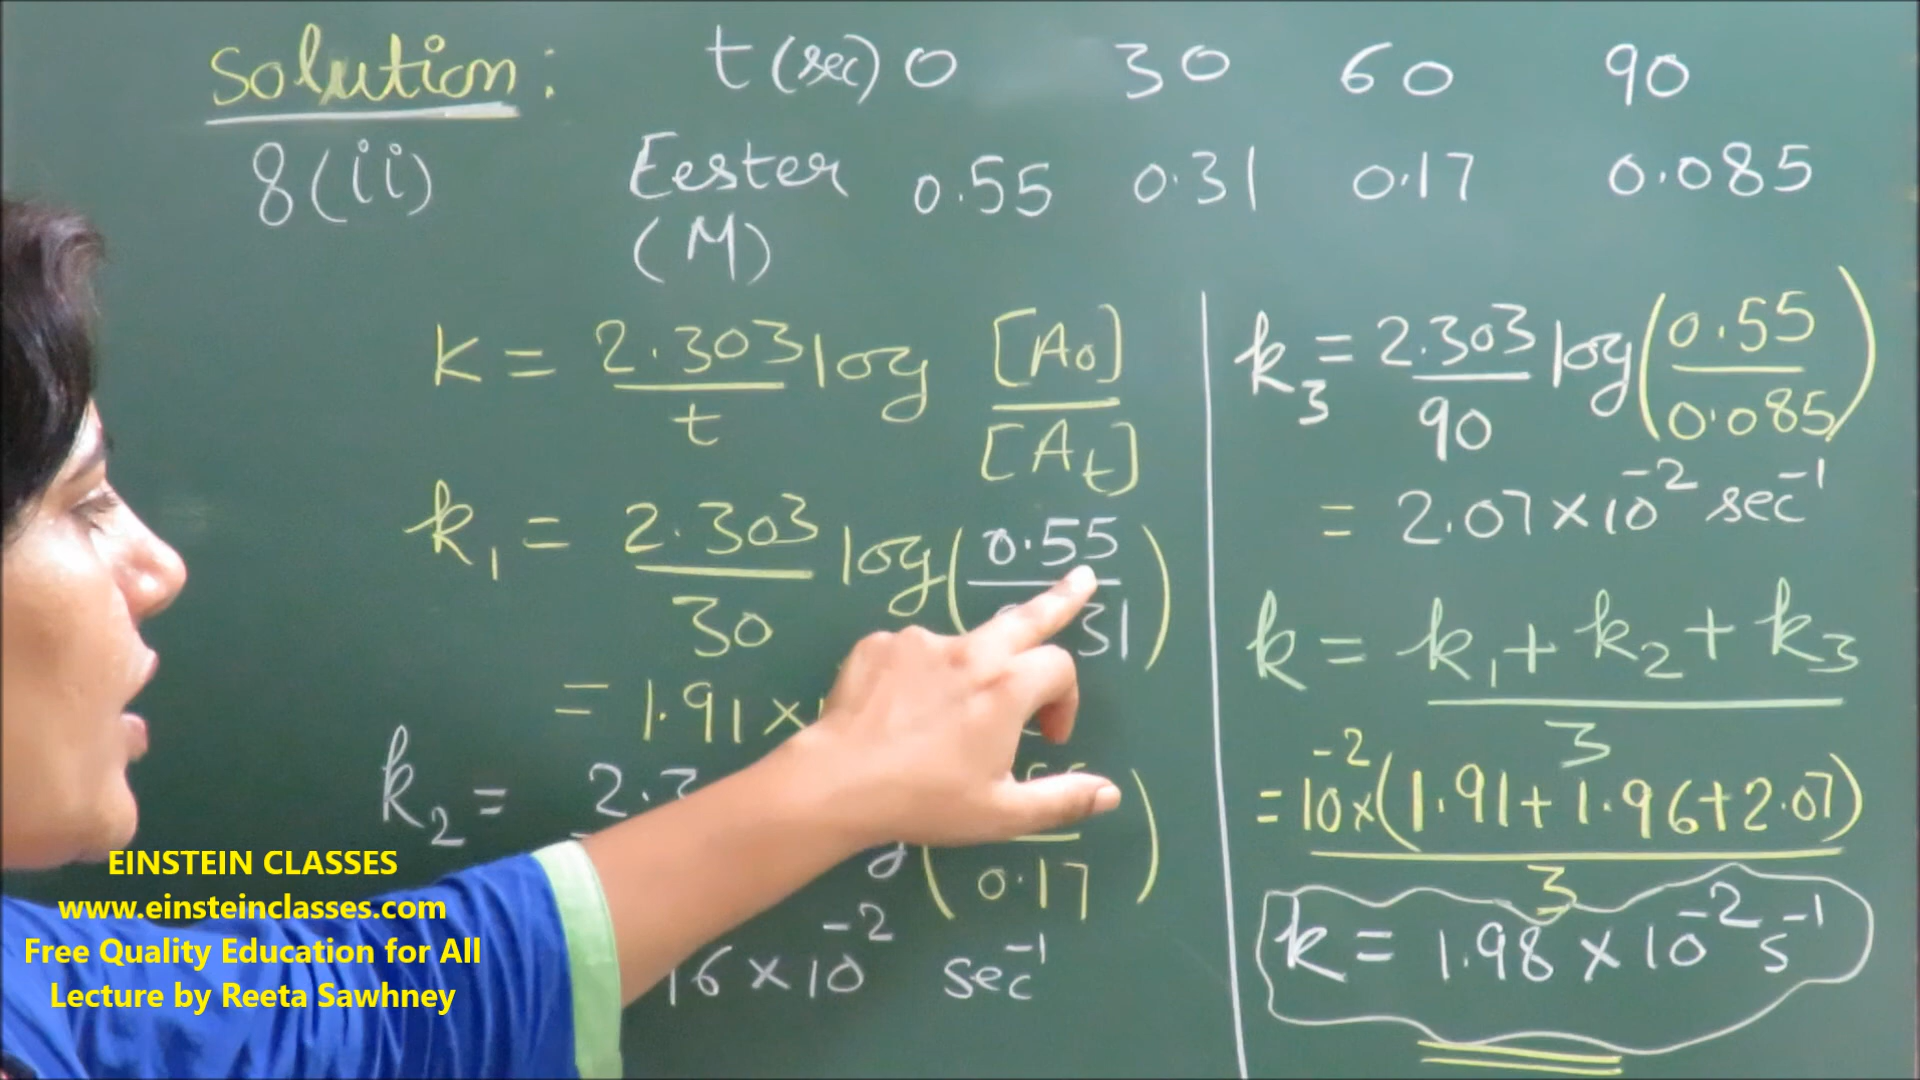 Solution:
8(ii)
t (sec) 0 30 60 90
Eester 0.55 0.31 0.17 0.085
(M)
K = 2.303 log [A0]
t [At]
k1 = 2.303 log (0.55)
30 31
= 1.91 ×
k2 =
0.17
× 10^-2 sec^-1
k3 = 2.303 log (0.55)
90 0.085
= 2.07 × 10^-2 sec^-1
k = k1 + k2 + k3
3
= 10^-2 × (1.91 + 1.96 + 2.07)
3
k = 1.98 × 10^-2 s^-1
EINSTEIN CLASSES
www.einsteinclasses.com
Free Quality Education for All
Lecture by Reeta Sawhney